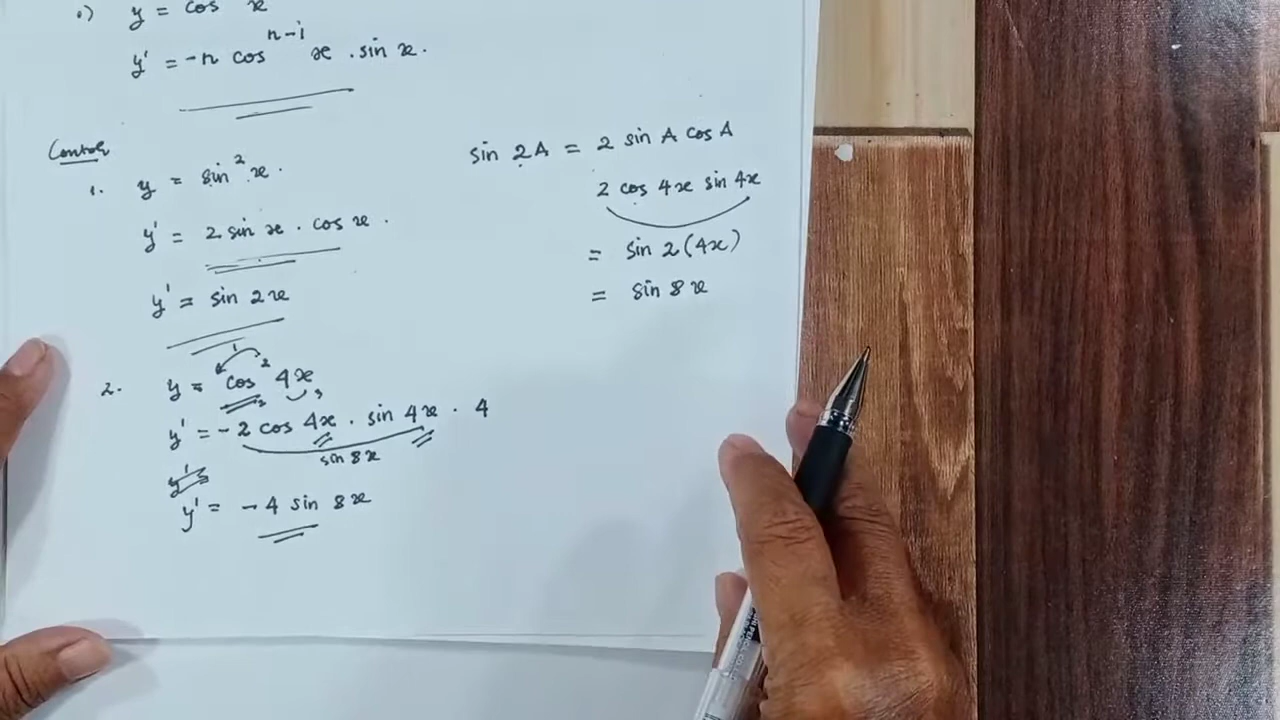 •) y = cos x
y' = -n cos^(n-1) x . sin x.
Contoh
1. y = sin² x.
y' = 2 sin x . cos x.
y' = sin 2x
2. y = cos² 4x
y' = -2 cos 4x . sin 4x . 4
sin 8x
y' = -4 sin 8x
sin 2A = 2 sin A cos A
2 cos 4x sin 4x
= sin 2(4x)
= sin 8x